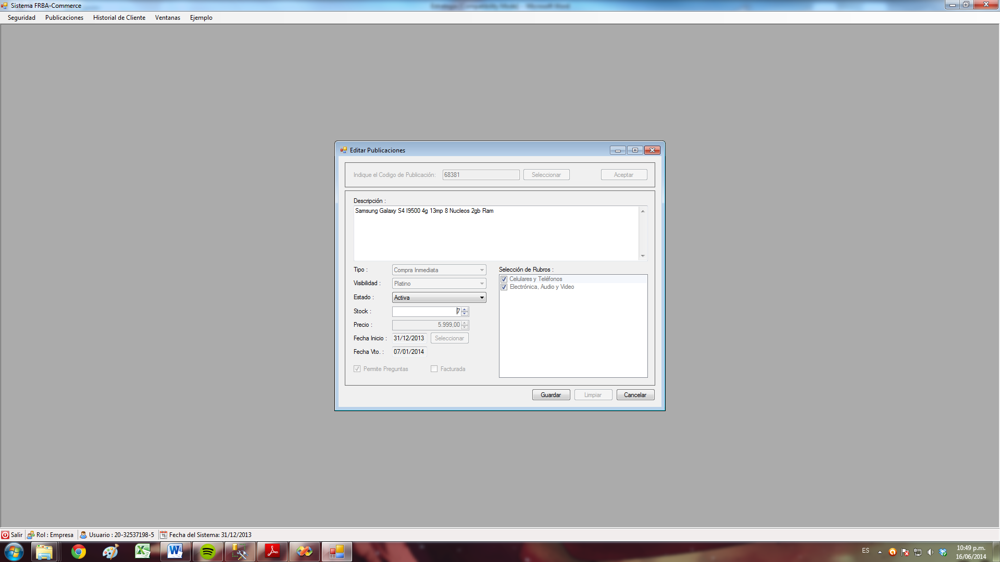 Sistema FRBA-Commerce
Seguridad Publicaciones Historial de Cliente Ventanas Ejemplo
Editar Publicaciones
Indique el Codigo de Publicación: 68381 Seleccionar Aceptar
Descripción :
Samsung Galaxy S4 I9500 4g 13mp 8 Nucleos 2gb Ram
Tipo : Compra Inmediata Selección de Rubros :
Celulares y Teléfonos
Visibilidad : Platino
Electrónica, Audio y Video
Estado : Activa
Stock : 7
Precio : 5.999,00
Fecha Inicio : 31/12/2013 Seleccionar
Fecha Vto. : 07/01/2014
Permite Preguntas Facturada
Guardar Limpiar Cancelar
Salir Rol : Empresa Usuario : 20-32537198-5 Fecha del Sistema: 31/12/2013
ES 10:49 p.m.
16/06/2014